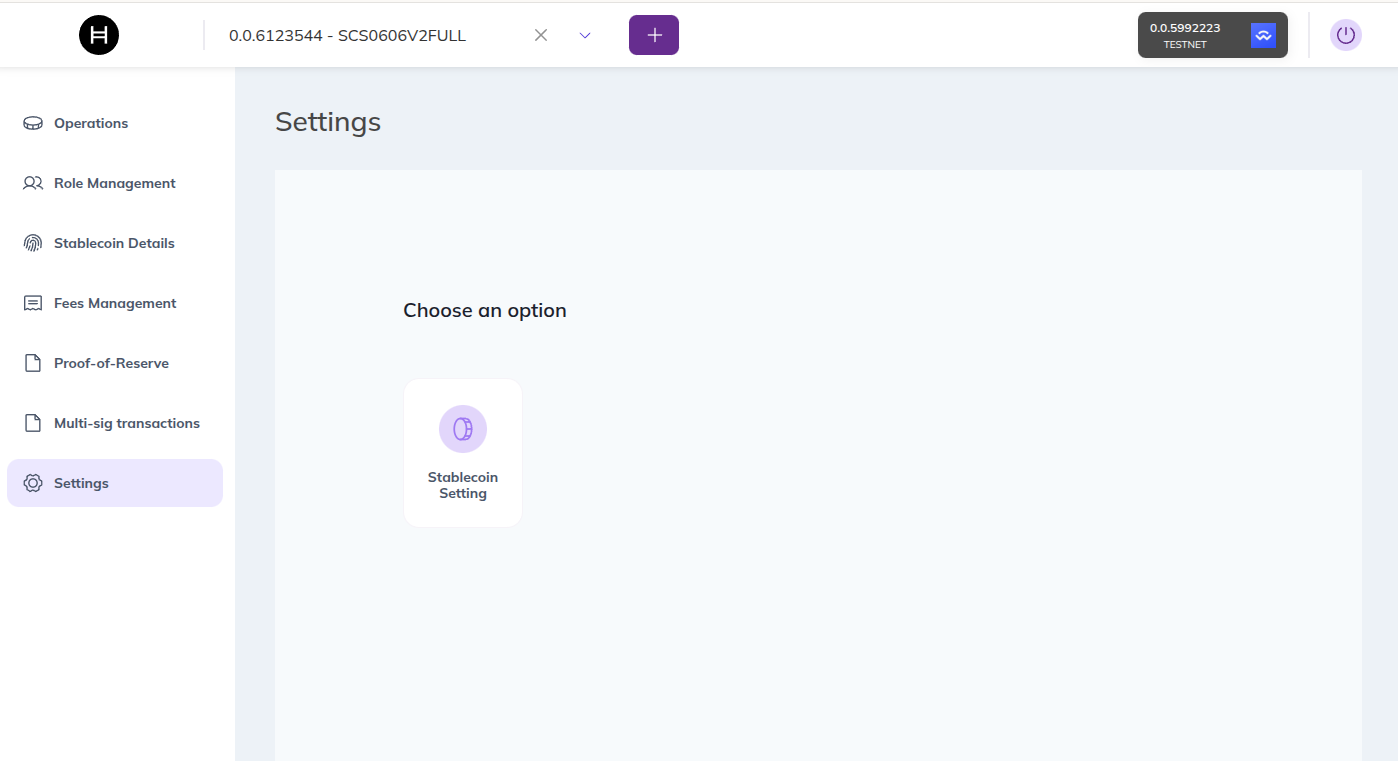 0.0.6123544 - SCS0606V2FULL
0.0.5992223
TESTNET
Operations
Role Management
Stablecoin Details
Fees Management
Proof-of-Reserve
Multi-sig transactions
Settings
Settings
Choose an option
Stablecoin
Setting